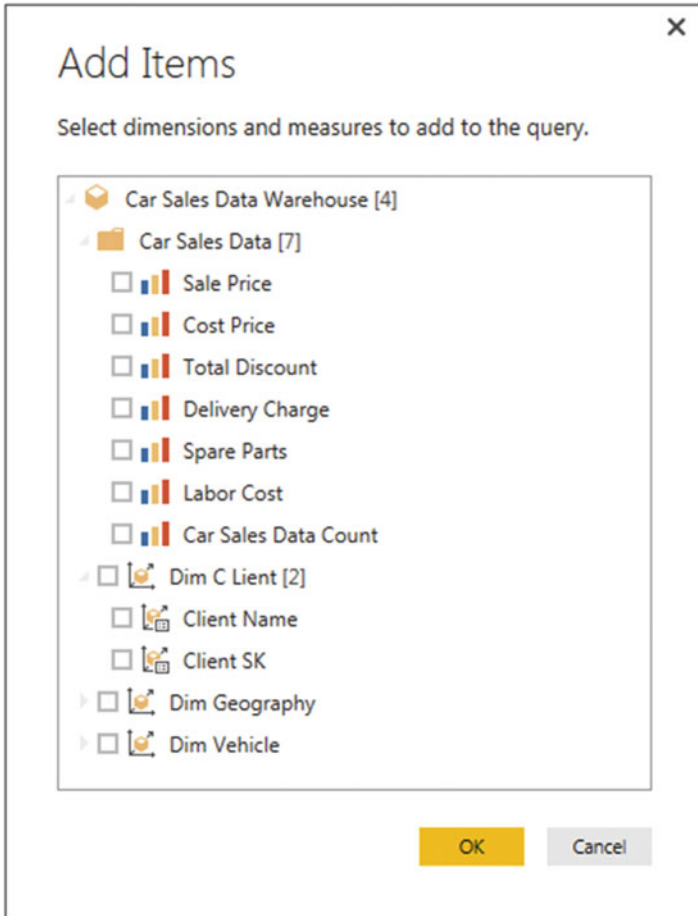 Add Items
Select dimensions and measures to add to the query.
Car Sales Data Warehouse [4]
Car Sales Data [7]
Sale Price
Cost Price
Total Discount
Delivery Charge
Spare Parts
Labor Cost
Car Sales Data Count
Dim C Lient [2]
Client Name
Client SK
Dim Geography
Dim Vehicle
OK Cancel